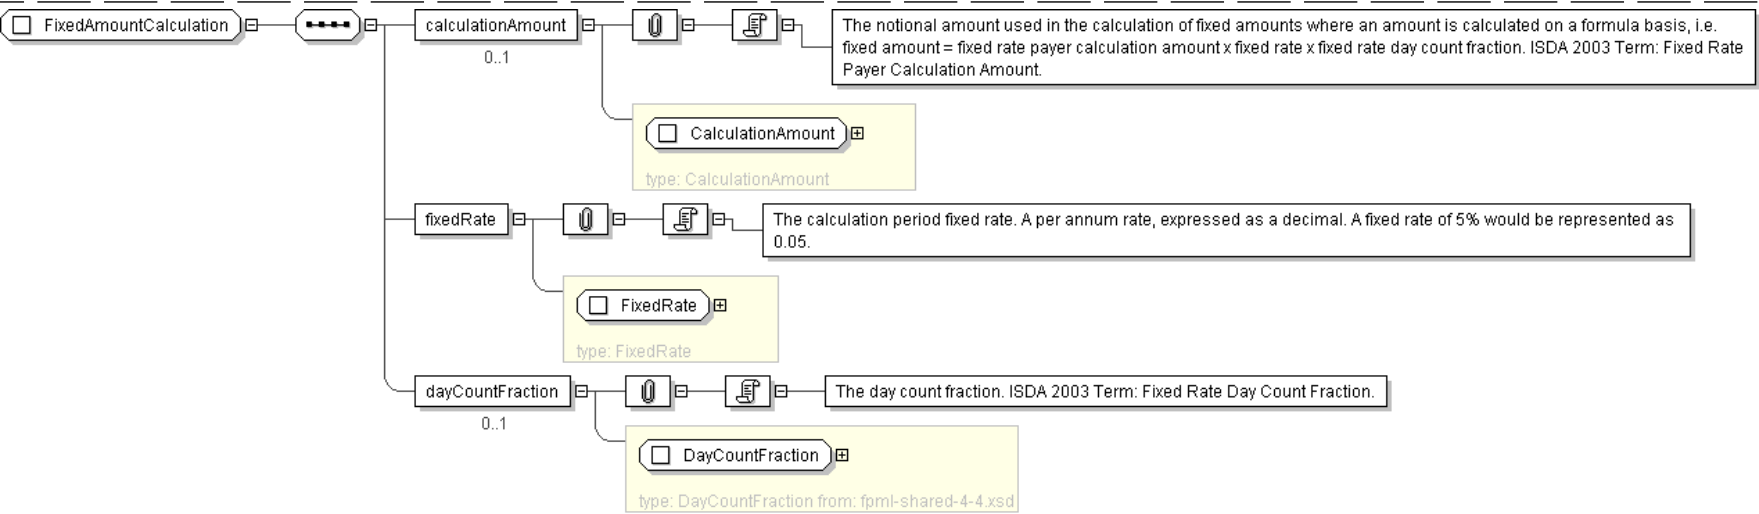 FixedAmountCalculation
calculationAmount
0..1
The notional amount used in the calculation of fixed amounts where an amount is calculated on a formula basis, i.e.
fixed amount = fixed rate payer calculation amount x fixed rate x fixed rate day count fraction. ISDA 2003 Term: Fixed Rate
Payer Calculation Amount.
CalculationAmount
type: CalculationAmount
fixedRate
The calculation period fixed rate. A per annum rate, expressed as a decimal. A fixed rate of 5% would be represented as
0.05.
FixedRate
type: FixedRate
dayCountFraction
0..1
The day count fraction. ISDA 2003 Term: Fixed Rate Day Count Fraction.
DayCountFraction
type: DayCountFraction from: fpml-shared-4-4.xsd